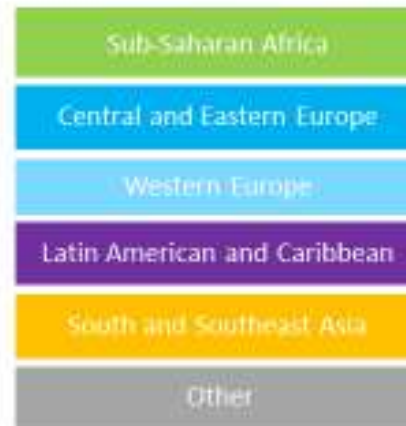 Sub-Saharan Africa
Central and Eastern Europe
Western Europe
Latin American and Caribbean
South and Southeast Asia
Other